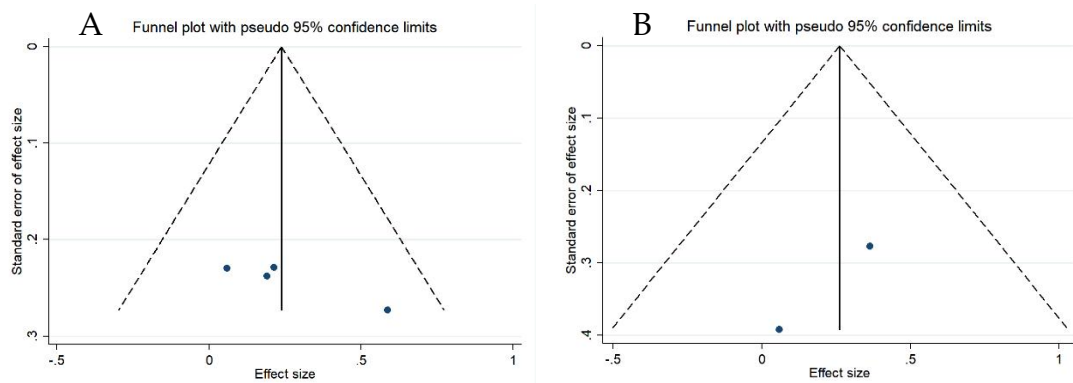 A
Funnel plot with pseudo 95% confidence limits
Standard error of effect size
0
.1
.2
.3
-.5
0
.5
1
Effect size
B
Funnel plot with pseudo 95% confidence limits
Standard error of effect size
0
.1
.2
.3
.4
-.5
0
.5
1
Effect size